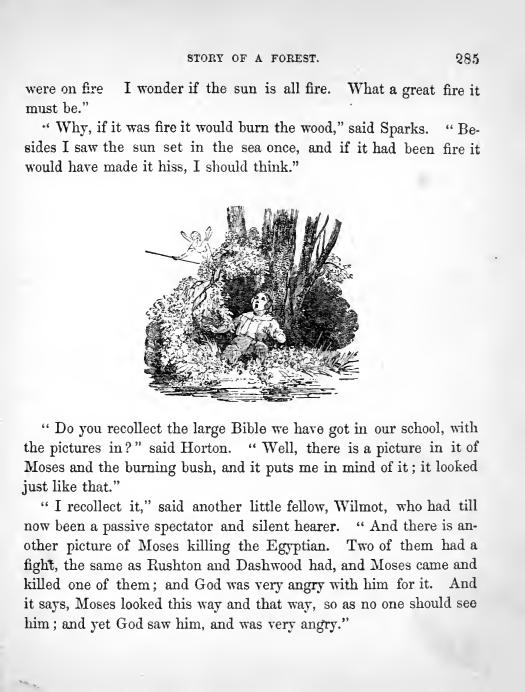 STORY OF A FOREST. 285
were on fire I wonder if the sun is all fire. What a great fire it
must be."
" Why, if it was fire it would burn the wood," said Sparks. " Be-
sides I saw the sun set in the sea once, and if it had been fire it
would have made it hiss, I should think."
" Do you recollect the large Bible we have got in our school, with
the pictures in ? " said Horton. " Well, there is a picture in it of
Moses and the burning bush, and it puts me in mind of it ; it looked
just like that."
" I recollect it," said another little fellow, Wilmot, who had till
now been a passive spectator and silent hearer. " And there is an-
other picture of Moses killing the Egyptian. Two of them had a
fight, the same as Rushton and Dashwood had, and Moses came and
killed one of them ; and God was very angry with him for it. And
it says, Moses looked this way and that way, so as no one should see
him ; and yet God saw him, and was very angry."